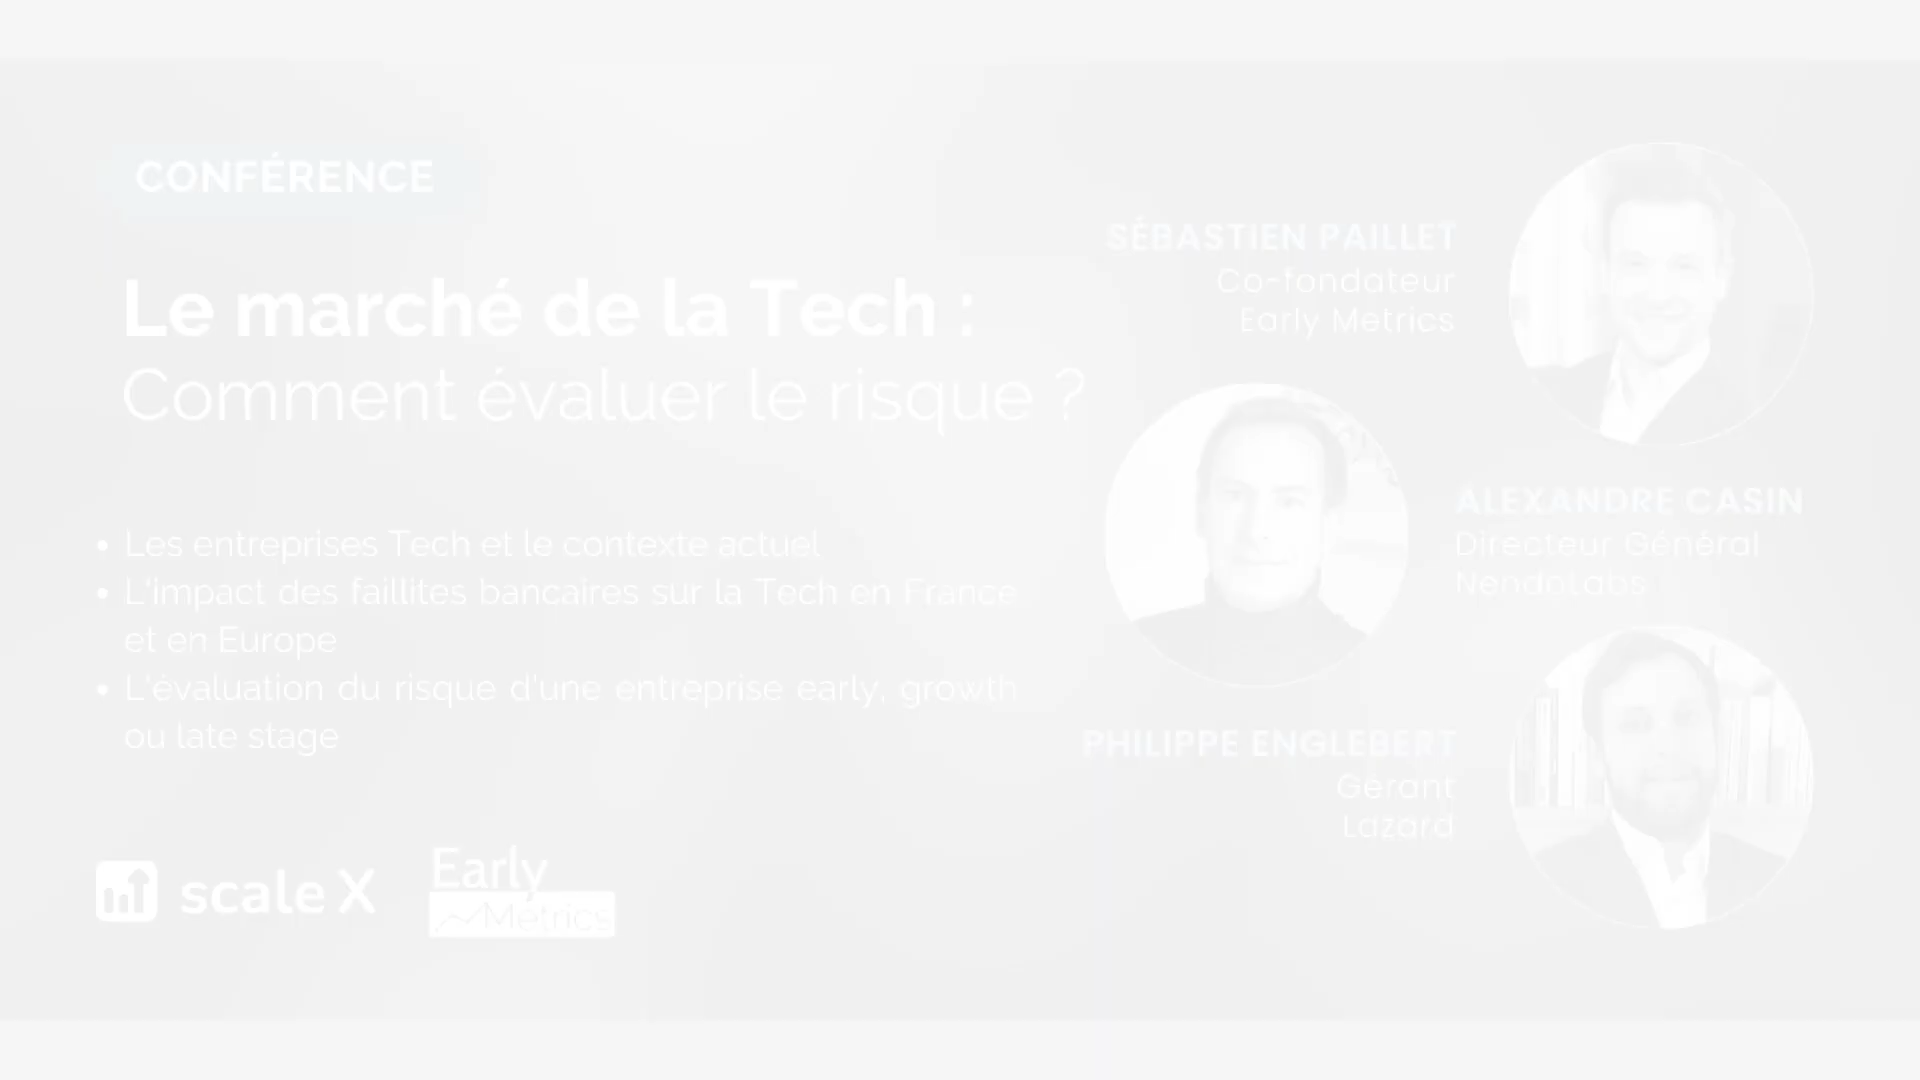 CONFÉRENCE
Le marché de la Tech :
Comment évaluer le risque ?
• Les entreprises Tech et le contexte actuel
• L'impact des faillites bancaires sur la Tech en France
et en Europe
• L'évaluation du risque d'une entreprise early, growth
ou late stage
SÉBASTIEN PAILLET
Co-fondateur
Early Metrics
ALEXANDRE CASIN
Directeur Général
NendoLabs
PHILIPPE ENGLEBERT
Gérant
Lazard
scale X
Early
Métrics